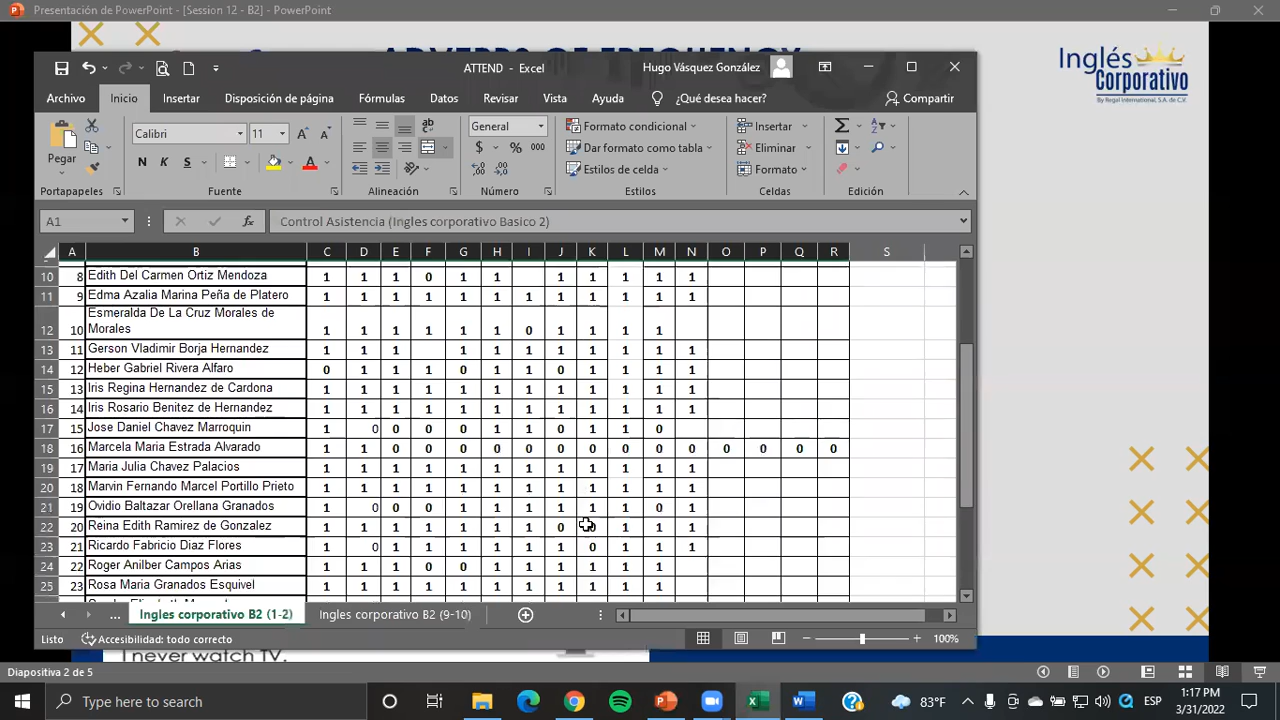 Presentación de PowerPoint - [Session 12 - B2] - PowerPoint
Inglés
Corporativo
By Regal International, S.A. de C.V.
ATTEND - Excel
Hugo Vásquez González
Archivo Inicio Insertar Disposición de página Fórmulas Datos Revisar Vista Ayuda ¿Qué desea hacer? Compartir
Calibri 11 General Formato condicional Insertar
Pegar N K S $ % 000 Dar formato como tabla Eliminar
Estilos de celda Formato
Portapapeles Fuente Alineación Número Estilos Celdas Edición
A1 fx Control Asistencia (Ingles corporativo Basico 2)
A B C D E F G H I J K L M N O P Q R S
10 8 Edith Del Carmen Ortiz Mendoza 1 1 1 0 1 1 1 1 1 1 1
11 9 Edma Azalia Marina Peña de Platero 1 1 1 1 1 1 1 1 1 1 1 1
12 10 Esmeralda De La Cruz Morales de
Morales 1 1 1 1 1 1 0 1 1 1 1
13 11 Gerson Vladimir Borja Hernandez 1 1 1 1 1 1 1 1 1 1 1
14 12 Heber Gabriel Rivera Alfaro 0 1 1 1 0 1 1 0 1 1 1 1
15 13 Iris Regina Hernandez de Cardona 1 1 1 1 1 1 1 1 1 1 1 1
16 14 Iris Rosario Benitez de Hernandez 1 1 1 1 1 1 1 1 1 1 1 1
17 15 Jose Daniel Chavez Marroquin 1 0 0 0 1 1 1 0 1 1 0
18 16 Marcela Maria Estrada Alvarado 1 1 0 0 0 0 0 0 0 0 0 0 0 0 0 0
19 17 Maria Julia Chavez Palacios 1 1 1 1 1 1 1 1 1 1 1 1
20 18 Marvin Fernando Marcel Portillo Prieto 1 1 1 1 1 1 1 1 1 1 1 1
21 19 Ovidio Baltazar Orellana Granados 1 0 0 0 1 1 1 1 1 1 0 1
22 20 Reina Edith Ramirez de Gonzalez 1 1 1 1 1 1 1 0 1 1 1
23 21 Ricardo Fabricio Diaz Flores 1 0 1 1 1 1 1 1 0 1 1 1
24 22 Roger Anilber Campos Arias 1 1 1 0 0 1 1 1 1 1 1
25 23 Rosa Maria Granados Esquivel 1 1 1 1 1 1 1 1 1 1 1
... Ingles corporativo B2 (1-2) Ingles corporativo B2 (9-10)
Listo Accesibilidad: todo correcto 100%
I never watch TV.
Diapositiva 2 de 5
Type here to search 83°F ESP 1:17 PM
3/31/2022